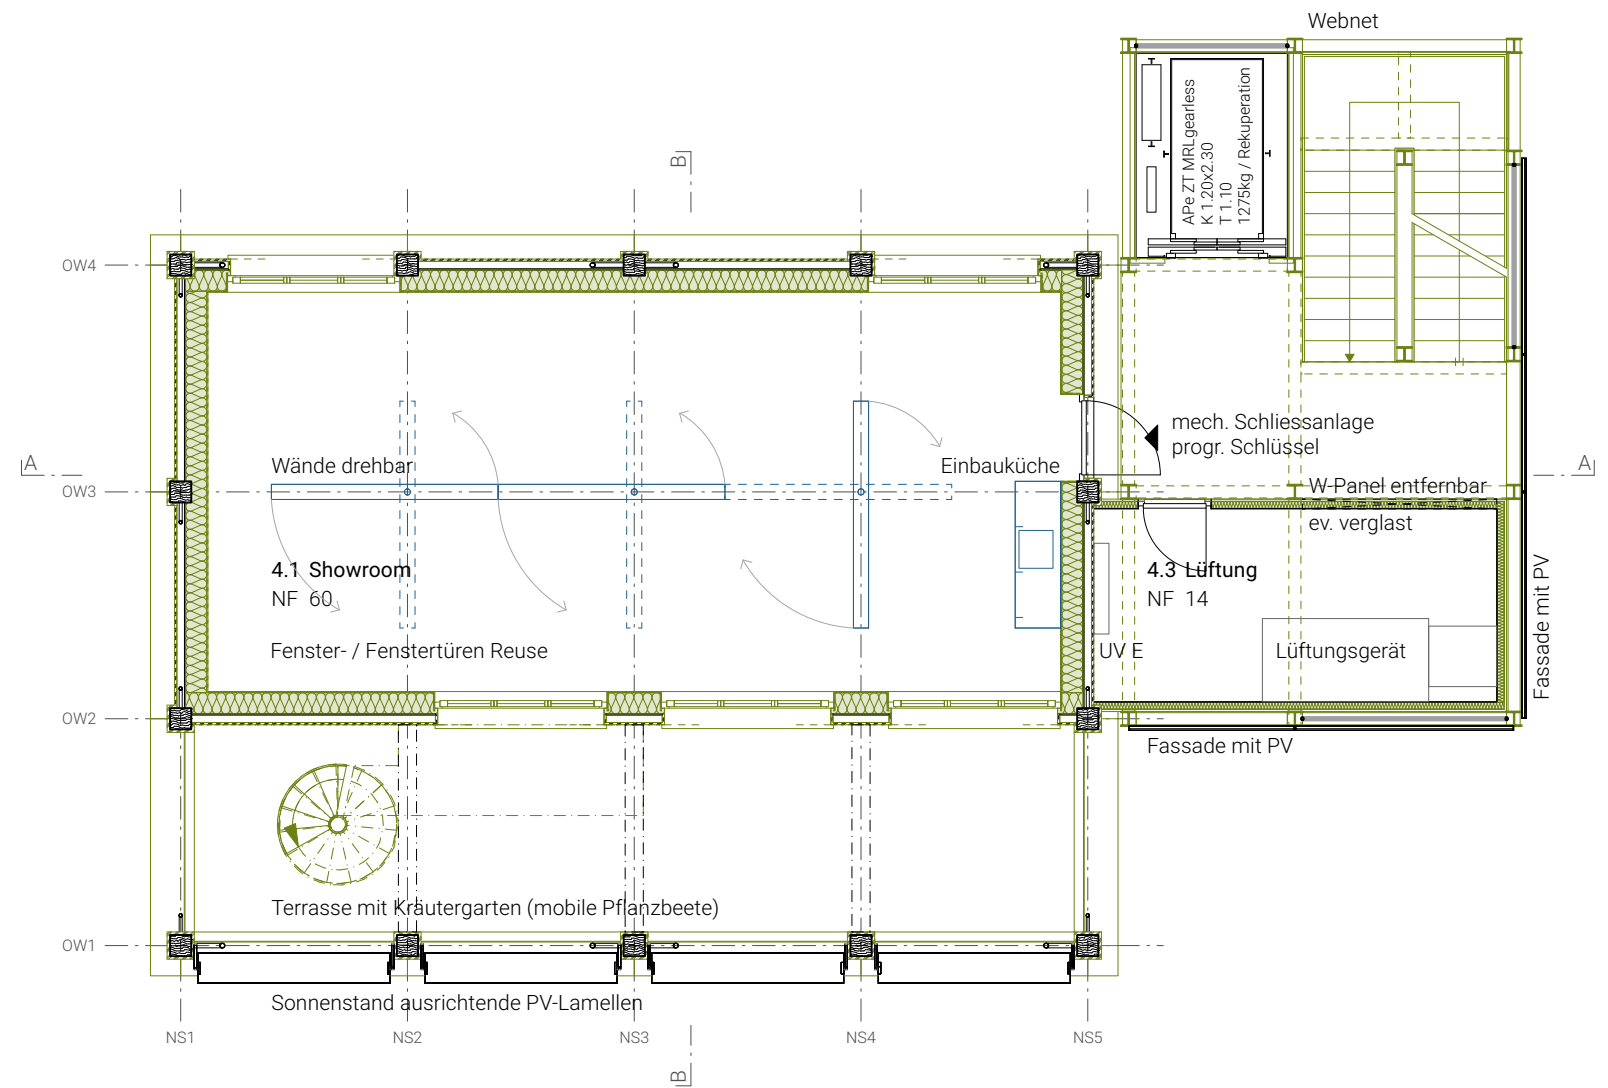 Webnet
APe ZT MRLgearless
K 1.20x2.30
T 1.10
1275kg / Rekuperation
B
OW4
mech. Schliessanlage
progr. Schlüssel
A
Wände drehbar
Einbauküche
A
OW3
W-Panel entfernbar
ev. verglast
4.1 Showroom
NF 60
4.3 Lüftung
NF 14
Fenster- / Fenstertüren Reuse
UV E
Lüftungsgerät
Fassade mit PV
OW2
Fassade mit PV
Terrasse mit Kräutergarten (mobile Pflanzbeete)
OW1
Sonnenstand ausrichtende PV-Lamellen
NS1
NS2
NS3
NS4
NS5
B